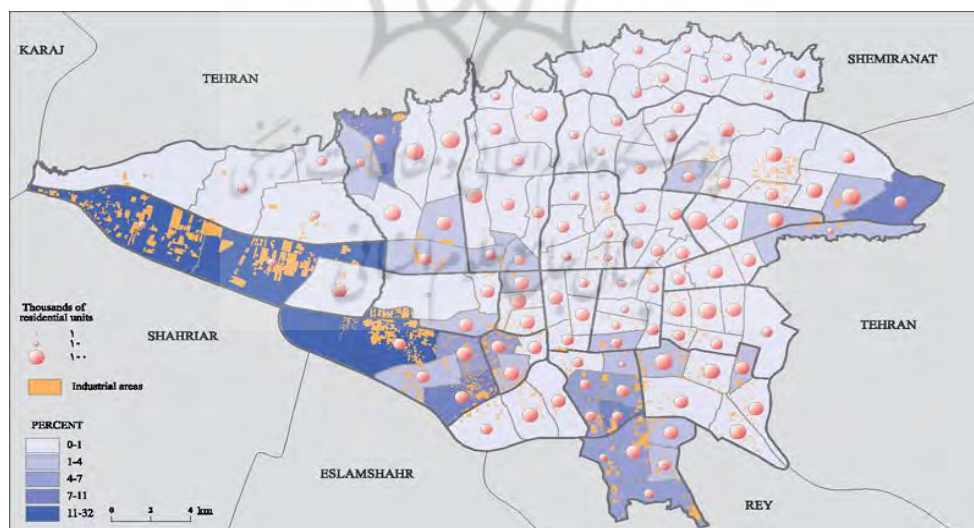 KARAJ
TEHRAN
SHEMIRANAT
TEHRAN
SHAHRIAR
ESLAMSHAHR
REY
Thousands of
residential units
۱
۱۰
۱۰۰
Industrial areas
PERCENT
0-1
1-4
4-7
7-11
11-32
0 2 4 km